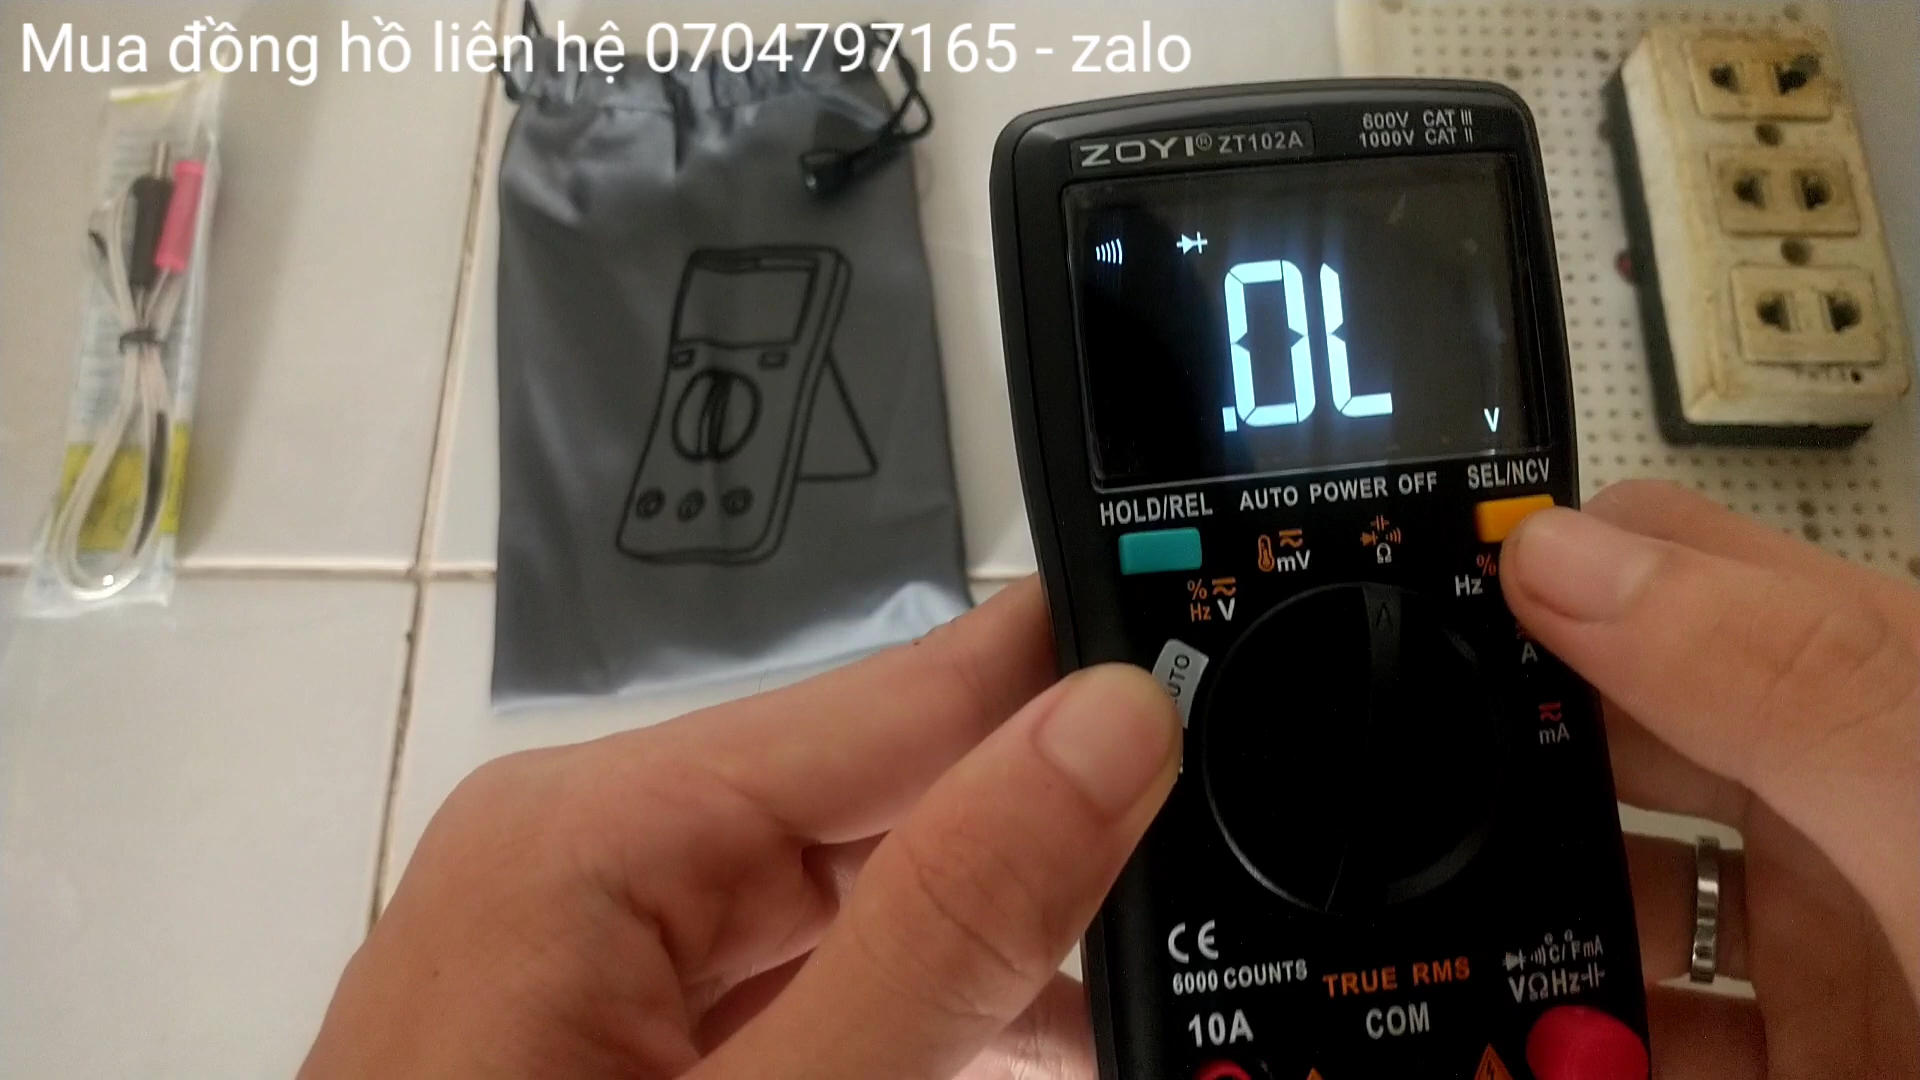 Mua đồng hồ liên hệ 0704797165 - zalo
ZOYI® ZT102A
600V CAT III
1000V CAT II
.0L
V
HOLD/REL
AUTO POWER OFF
SEL/NCV
mV
Ω
% Hz V
Hz %
A
mA
CE
6000 COUNTS
TRUE RMS
°C/°F mA
VΩHz
10A
COM